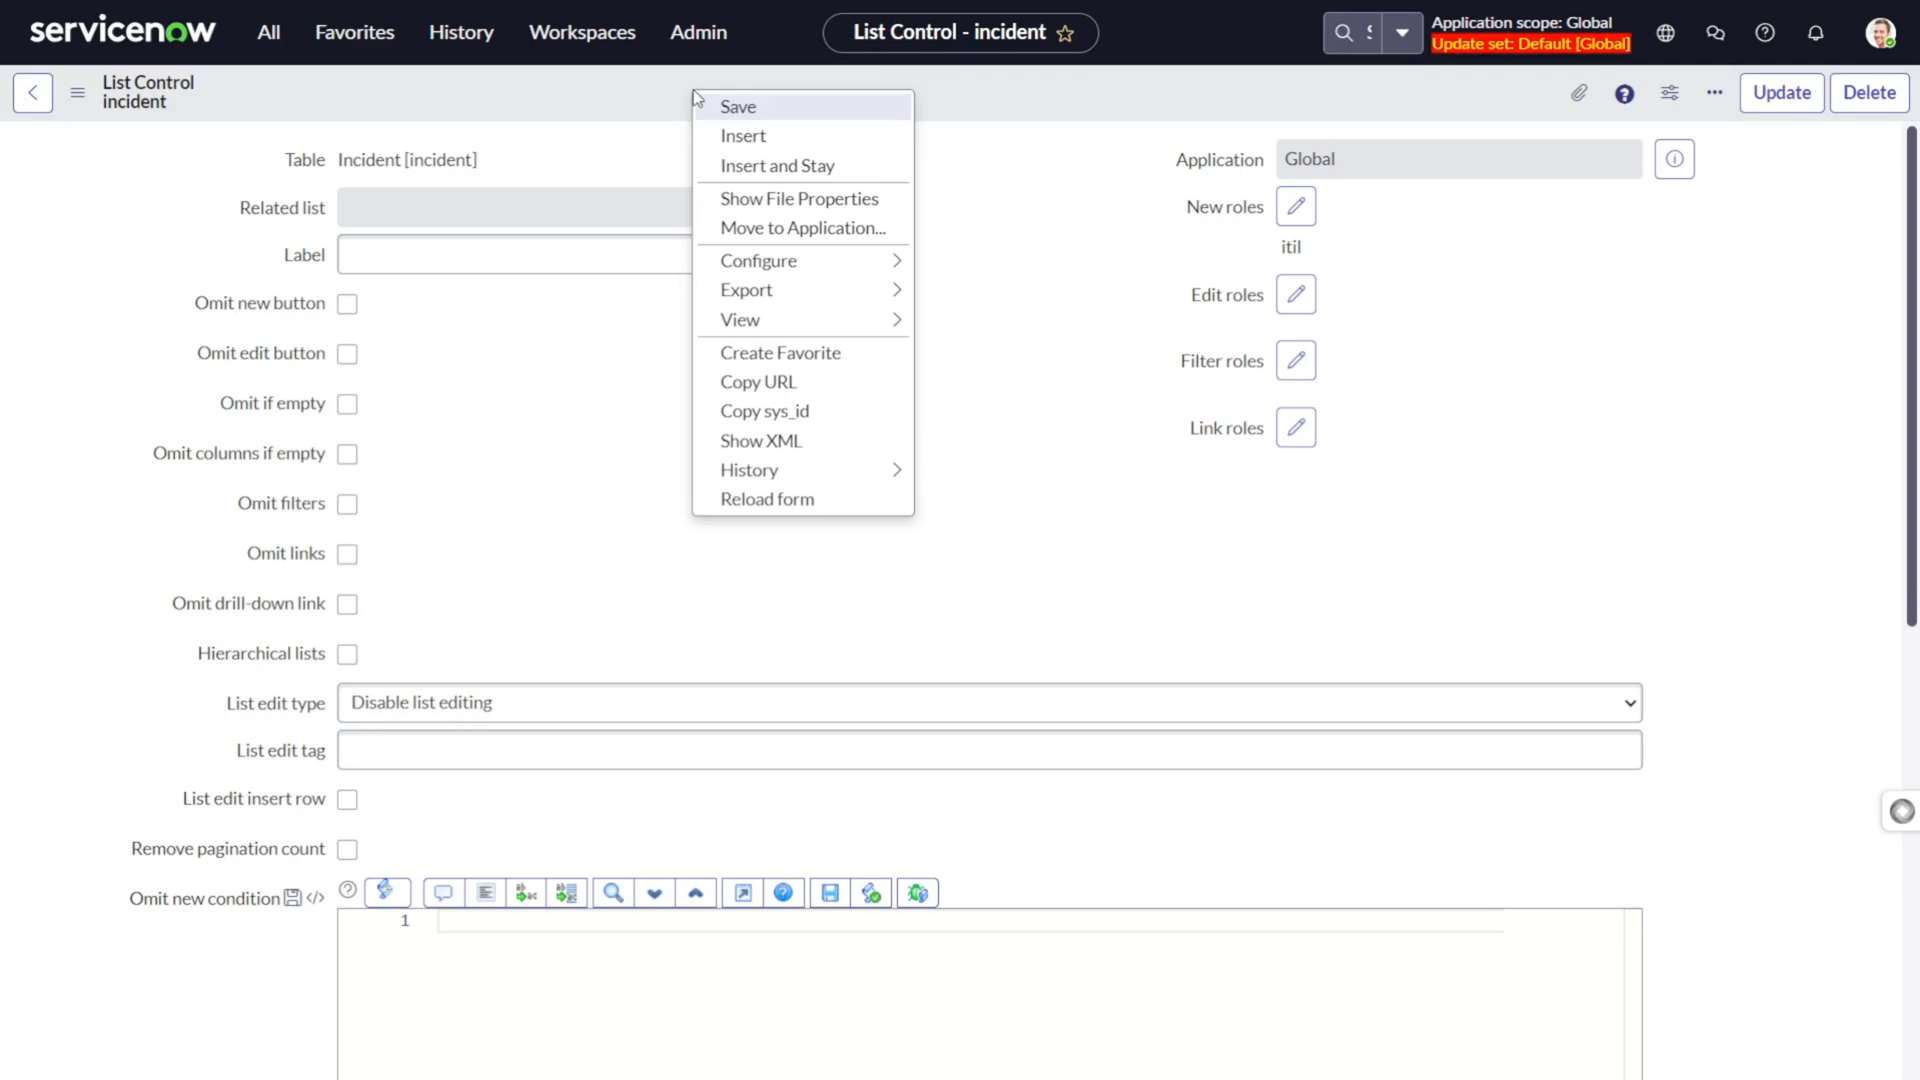 servicenow
All
Favorites
History
Workspaces
Admin
List Control - incident
Application scope: Global
Update set: Default [Global]
List Control
incident
Update
Delete
Save
Insert
Insert and Stay
Show File Properties
Move to Application...
Configure
Export
View
Create Favorite
Copy URL
Copy sys_id
Show XML
History
Reload form
Table
Incident [incident]
Related list
Label
Omit new button
Omit edit button
Omit if empty
Omit columns if empty
Omit filters
Omit links
Omit drill-down link
Hierarchical lists
List edit type
Disable list editing
List edit tag
List edit insert row
Remove pagination count
Omit new condition
1
Application
Global
New roles
itil
Edit roles
Filter roles
Link roles